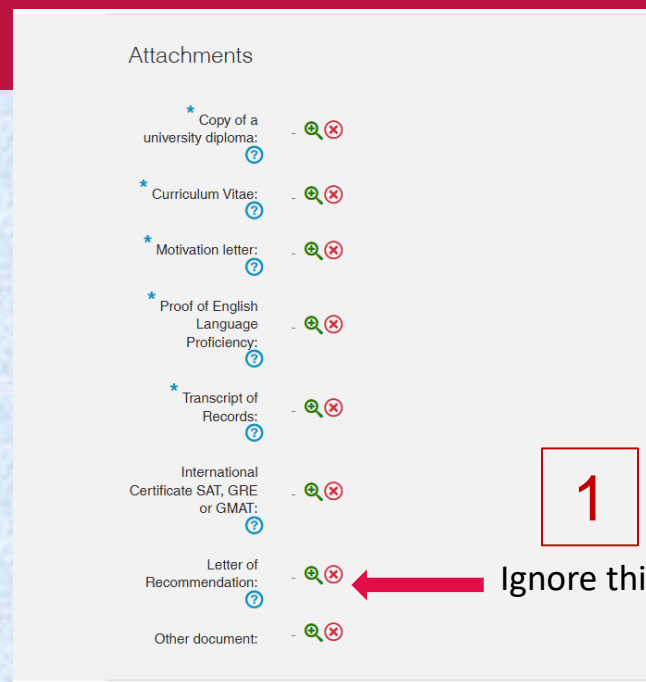 Attachments
* Copy of a
university diploma:
?
-
* Curriculum Vitae:
?
-
* Motivation letter:
?
-
* Proof of English
Language
Proficiency:
?
-
* Transcript of
Records:
?
-
International
Certificate SAT, GRE
or GMAT:
?
-
1
Letter of
Recommendation:
?
-
Ignore thi
Other document:
-